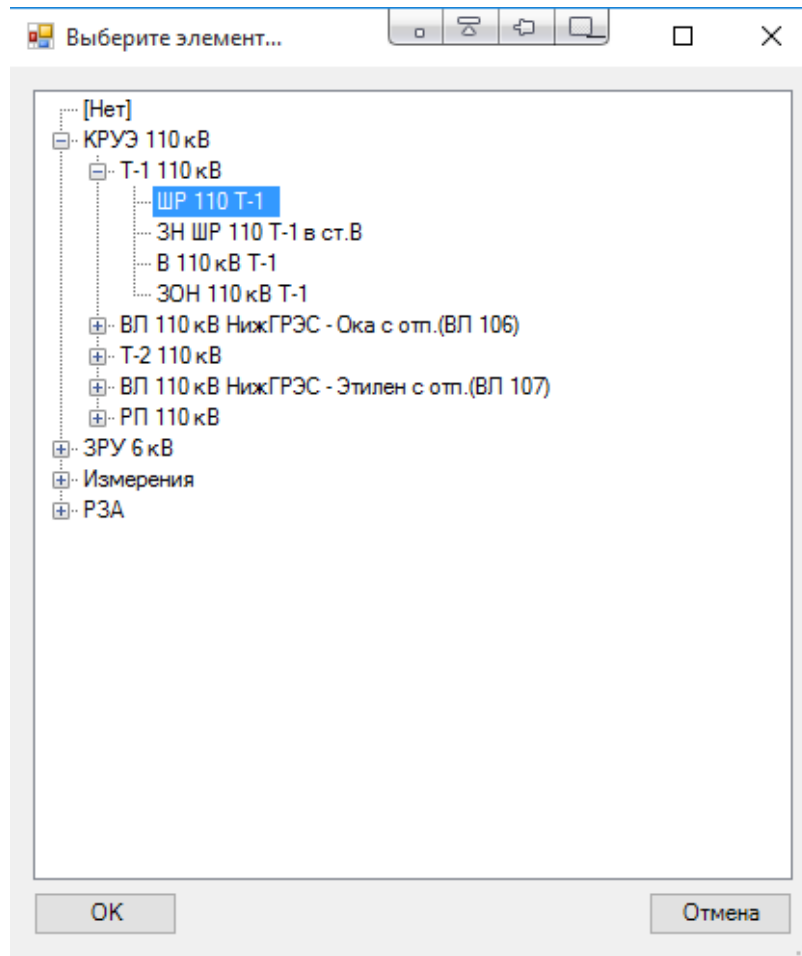 Выберите элемент...
[Нет]
КРУЭ 110 кВ
Т-1 110 кВ
ШР 110 Т-1
ЗН ШР 110 Т-1 в ст.В
В 110 кВ Т-1
ЗОН 110 кВ Т-1
ВЛ 110 кВ НижГРЭС - Ока с отп.(ВЛ 106)
Т-2 110 кВ
ВЛ 110 кВ НижГРЭС - Этилен с отп.(ВЛ 107)
РП 110 кВ
ЗРУ 6 кВ
Измерения
РЗА
ОК Отмена